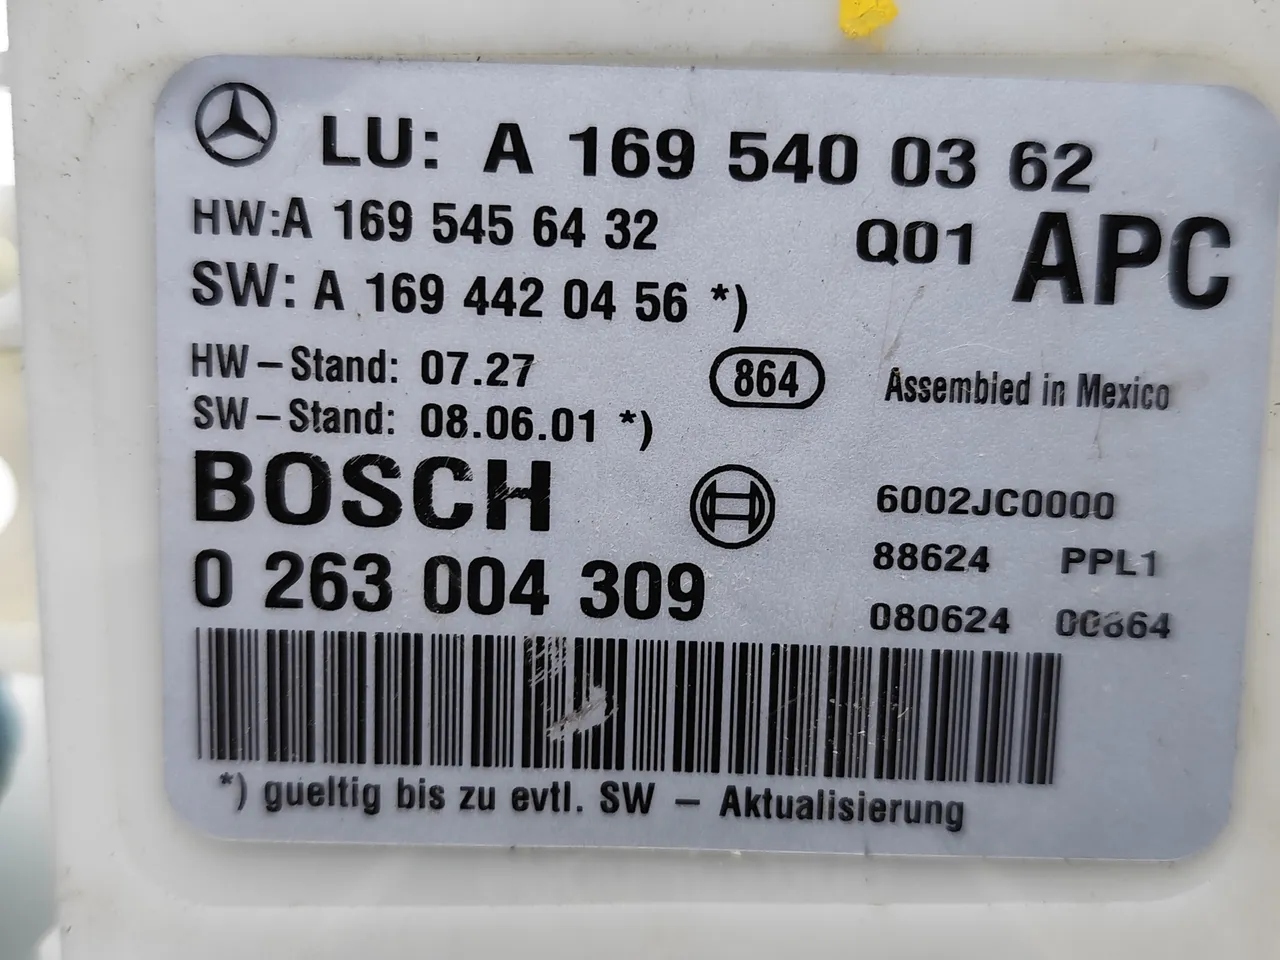 LU: A 169 540 03 62
HW:A 169 545 64 32
Q01 APC
SW: A 169 442 04 56 *)
HW-Stand: 07.27
864
Assembied in Mexico
SW-Stand: 08.06.01 *)
BOSCH
6002JC0000
0 263 004 309
88624 PPL1
080624 00864
*) gueltig bis zu evtl. SW - Aktualisierung